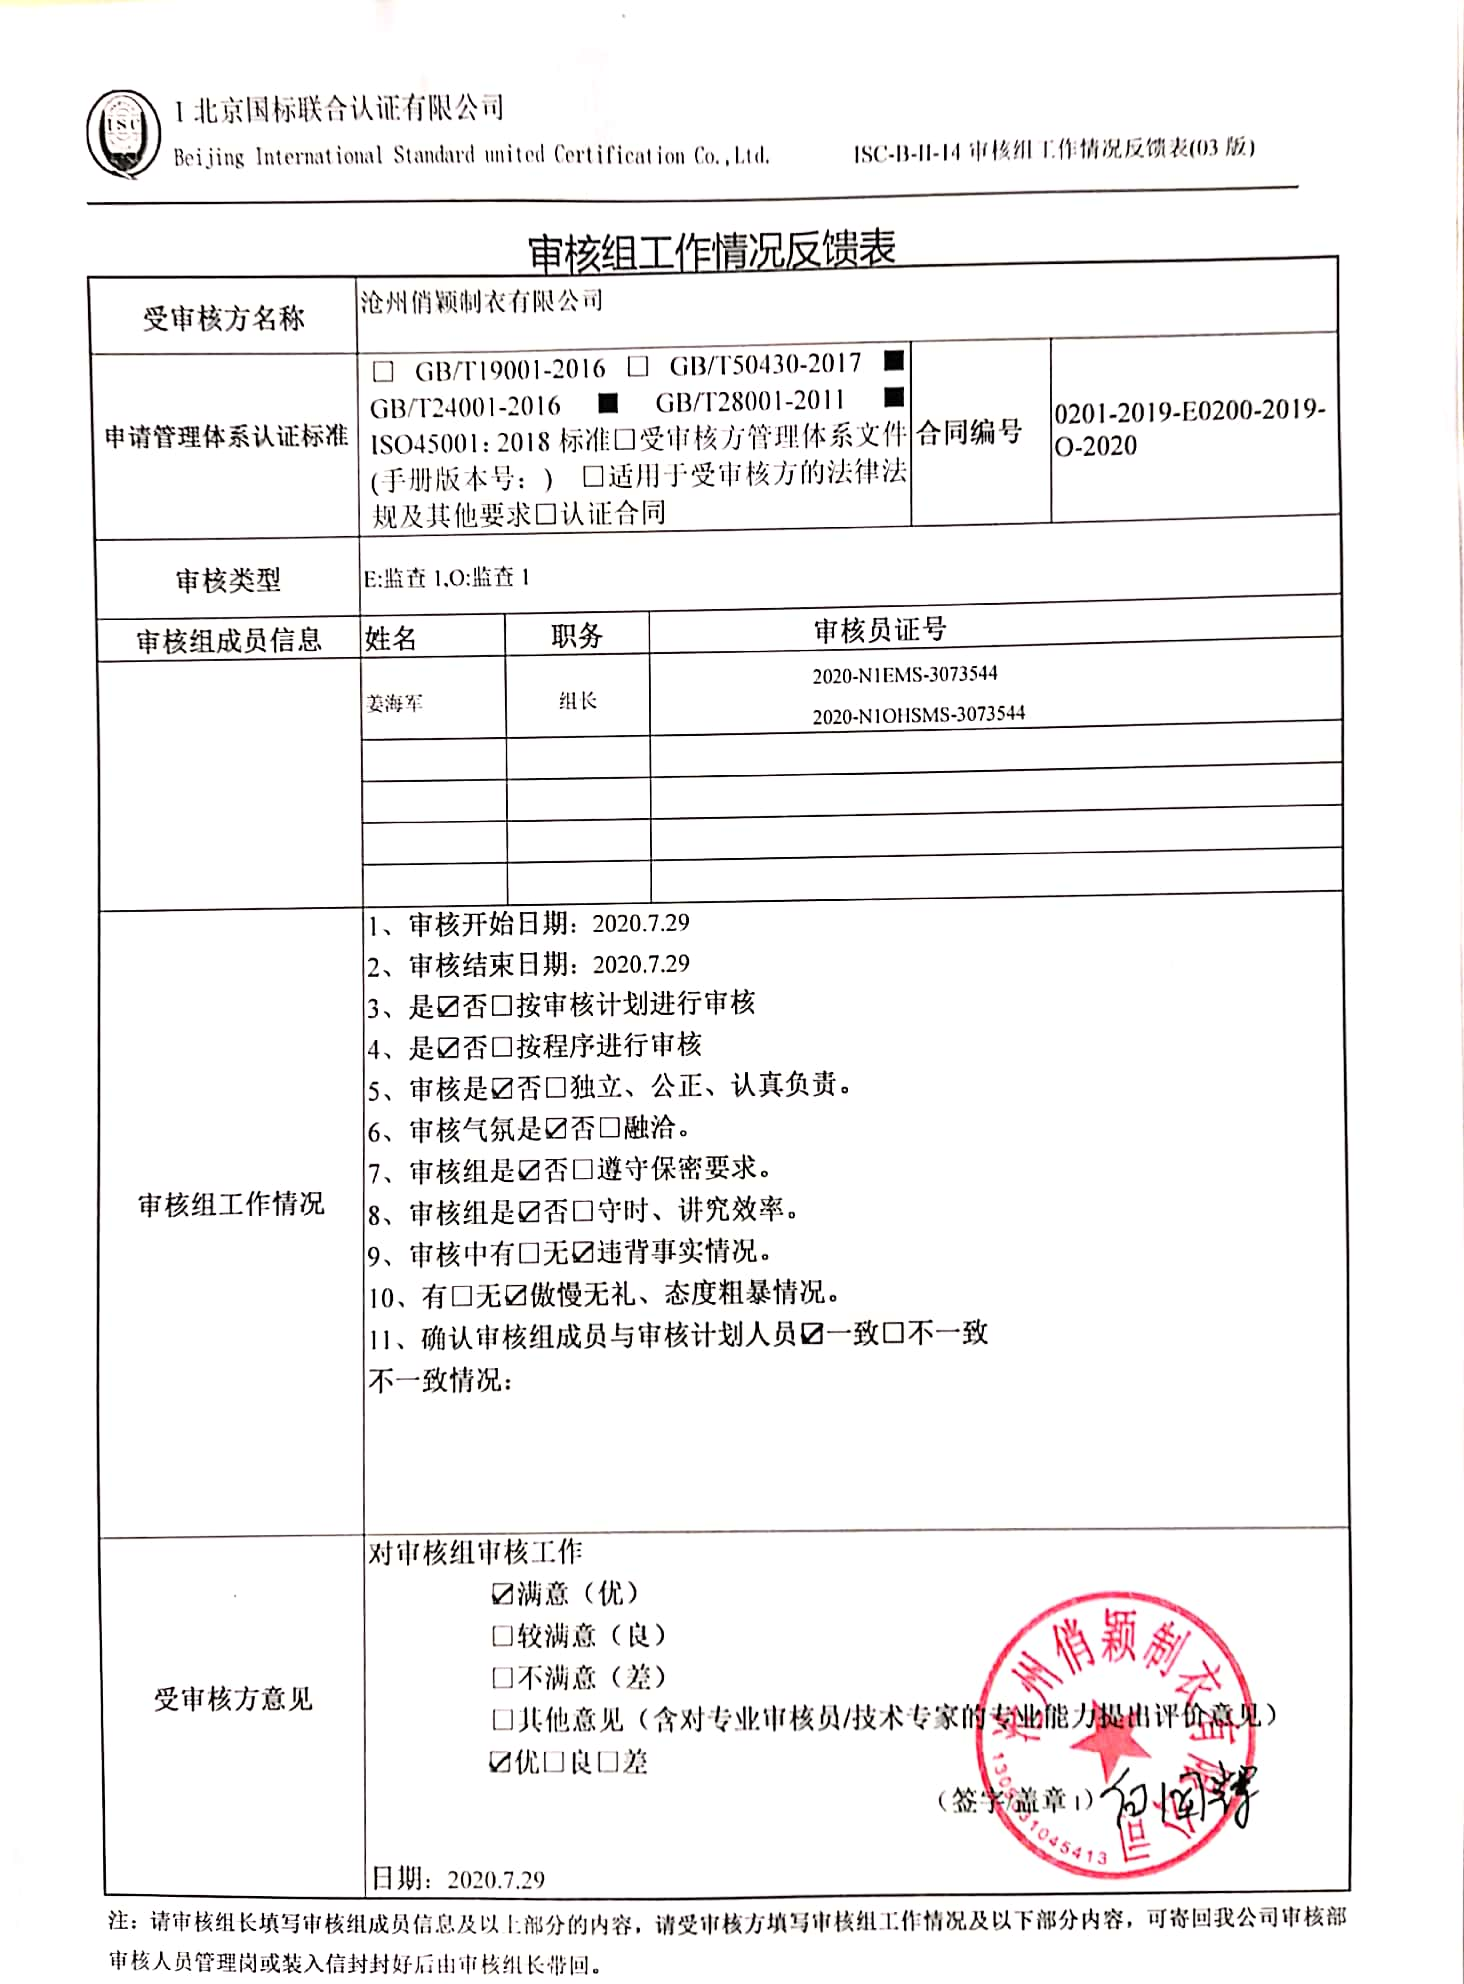 ISC
I 北京国标联合认证有限公司
Beijing International Standard united Certification Co.,Ltd.
ISC-B-II-14 审核组工作情况反馈表(03 版)
审核组工作情况反馈表
受审核方名称
沧州俏颖制衣有限公司
申请管理体系认证标准
□ GB/T19001-2016 □ GB/T50430-2017 ■
GB/T24001-2016 ■ GB/T28001-2011 ■
ISO45001: 2018 标准□受审核方管理体系文件
(手册版本号: ) □适用于受审核方的法律法
规及其他要求□认证合同
合同编号
0201-2019-E0200-2019-
O-2020
审核类型
E:监查 1,O:监查 1
审核组成员信息
姓名
职务
审核员证号
姜海军
组长
2020-N1EMS-3073544
2020-N1OHSMS-3073544
审核组工作情况
1、审核开始日期: 2020.7.29
2、审核结束日期: 2020.7.29
3、是☑否□按审核计划进行审核
4、是☑否□按程序进行审核
5、审核是☑否□独立、公正、认真负责。
6、审核气氛是☑否□融洽。
7、审核组是☑否□遵守保密要求。
8、审核组是☑否□守时、讲究效率。
9、审核中有□无☑违背事实情况。
10、有□无☑傲慢无礼、态度粗暴情况。
11、确认审核组成员与审核计划人员☑一致□不一致
不一致情况:
受审核方意见
对审核组审核工作
☑满意（优）
□较满意（良）
□不满意（差）
□其他意见（含对专业审核员/技术专家的专业能力提出评价意见）
☑优□良□差
（签字/盖章）
沧州俏颖制衣有限公司
日期: 2020.7.29
注: 请审核组长填写审核组成员信息及以上部分的内容，请受审核方填写审核组工作情况及以下部分内容，可寄回我公司审核部
审核人员管理岗或装入信封封好后由审核组长带回。